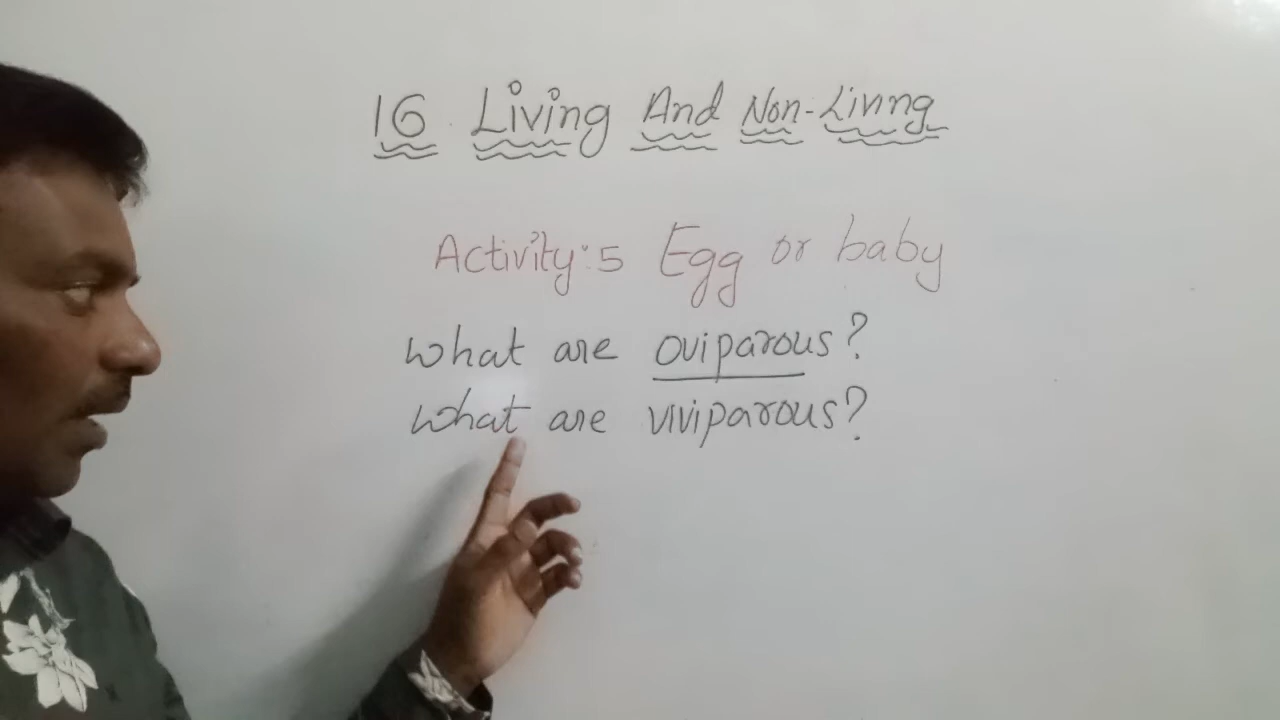 16 Living And Non-Living
Activity:5 Egg or baby
What are oviparous?
What are viviparous?